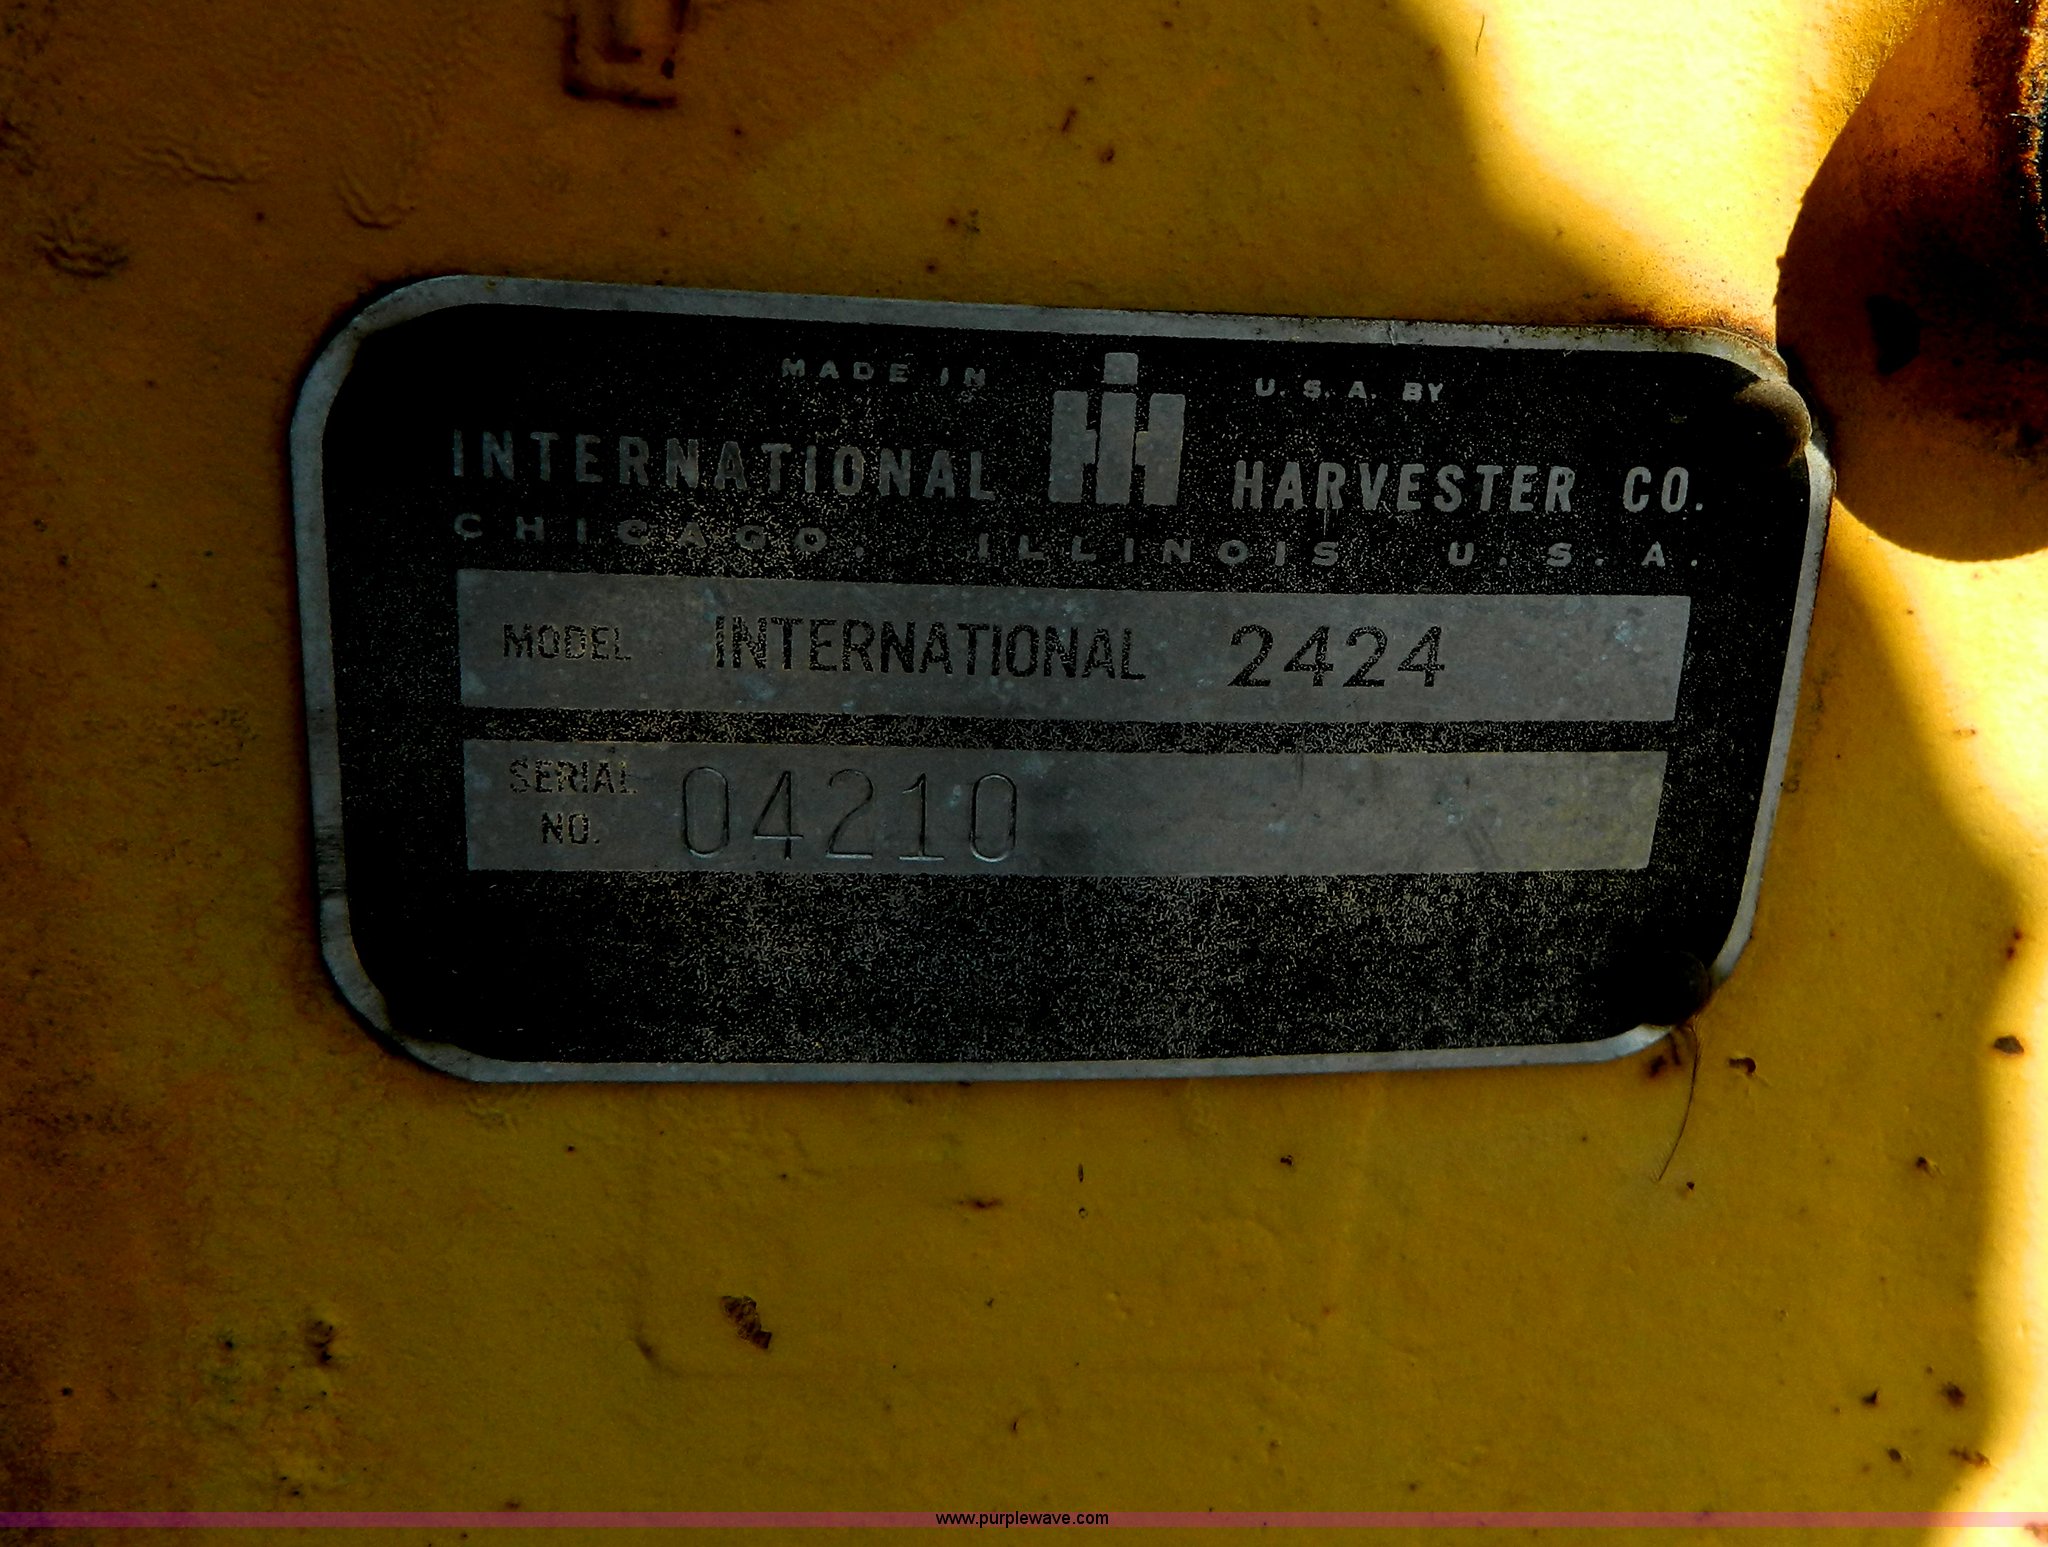 MADE IN U.S.A. BY
INTERNATIONAL IH HARVESTER CO.
CHICAGO, ILLINOIS U.S.A.
MODEL INTERNATIONAL 2424
SERIAL NO. 04210
www.purplewave.com